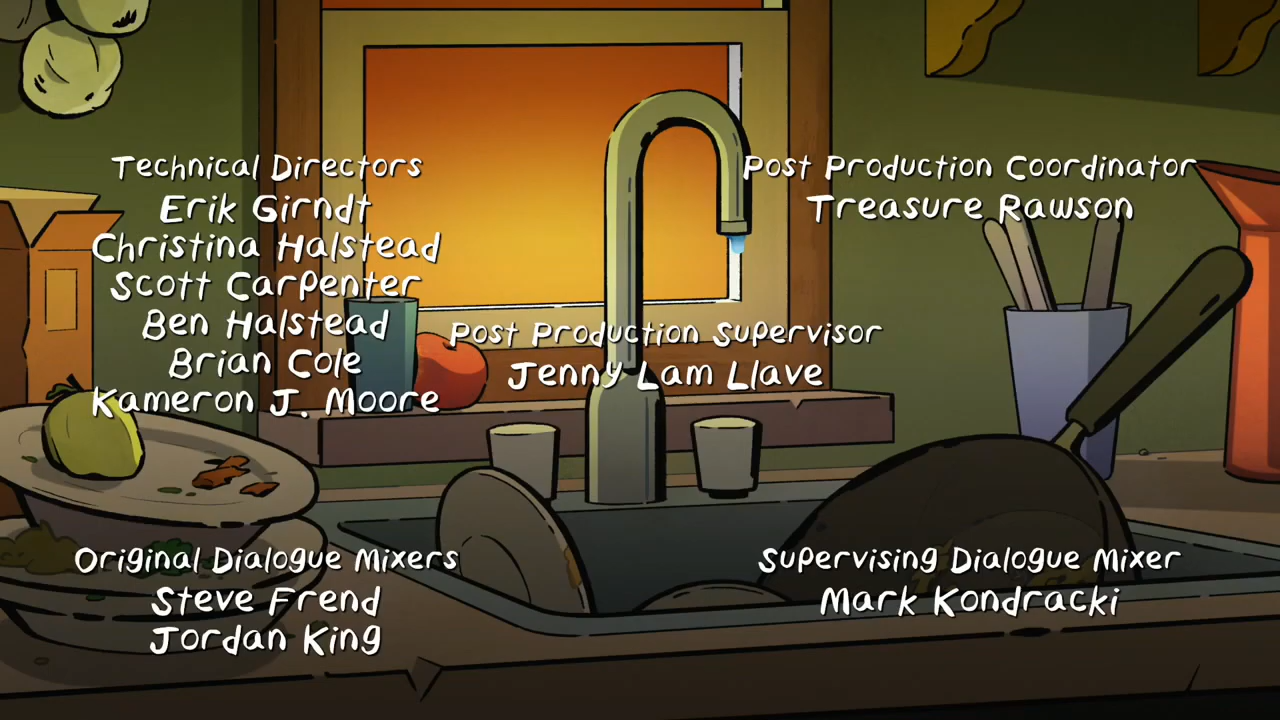 Technical Directors
Erik Girndt
Christina Halstead
Scott Carpenter
Ben Halstead
Brian Cole
Kameron J. Moore
Post Production Coordinator
Treasure Rawson
Post Production Supervisor
Jenny Lam Llave
Original Dialogue Mixers
Steve Frend
Jordan King
Supervising Dialogue Mixer
Mark Kondracki